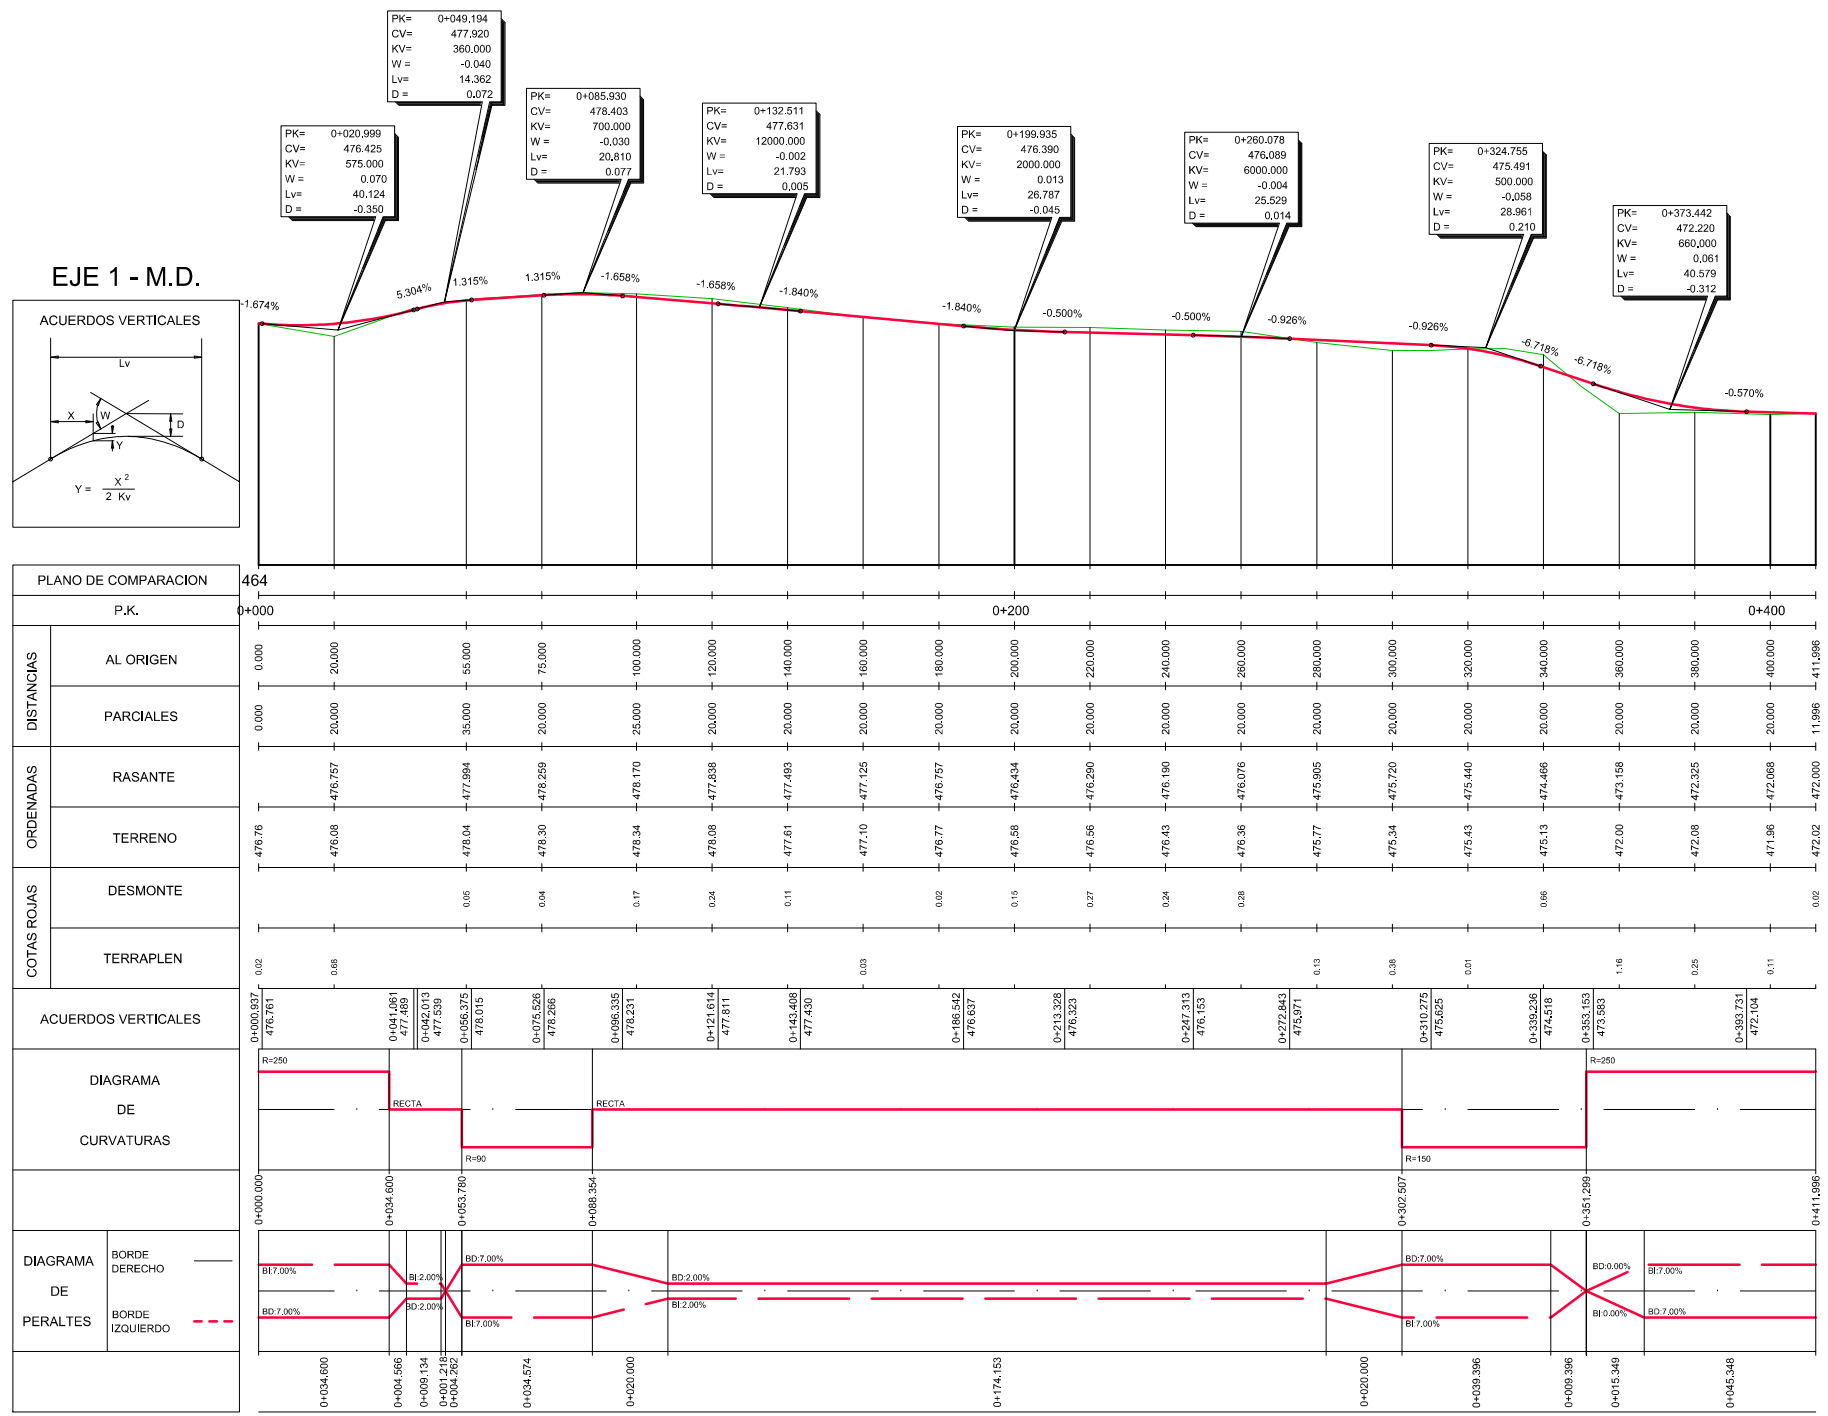 PK= 0+049.194
CV= 477.920
KV= 360.000
W = -0.040
Lv= 14.362
D = 0.072
PK= 0+085.930
CV= 478.403
KV= 700.000
W = -0.030
Lv= 20.810
D = 0.077
PK= 0+132.511
CV= 477.631
KV= 12000.000
W = -0.002
Lv= 21.793
D = 0.005
PK= 0+020.999
CV= 476.425
KV= 575.000
W = 0.070
Lv= 40.124
D = -0.350
PK= 0+199.935
CV= 476.390
KV= 2000.000
W = 0.013
Lv= 26.787
D = -0.045
PK= 0+260.078
CV= 476.089
KV= 6000.000
W = -0.004
Lv= 25.529
D = 0.014
PK= 0+324.755
CV= 475.491
KV= 500.000
W = -0.058
Lv= 28.961
D = 0.210
PK= 0+373.442
CV= 472.220
KV= 660.000
W = 0.061
Lv= 40.579
D = -0.312
EJE 1 - M.D.
-1.674% 5.304% 1.315% 1.315% -1.658% -1.658% -1.840% -1.840% -0.500% -0.500% -0.926% -0.926% -6.718% -6.718% -0.570%
ACUERDOS VERTICALES
Lv
X W D
Y
Y = X 2
2 Kv
PLANO DE COMPARACION 464
P.K. 0+000 0+200 0+400
DISTANCIAS
AL ORIGEN 0.000 20.000 55.000 75.000 100.000 120.000 140.000 160.000 180.000 200.000 220.000 240.000 260.000 280.000 300.000 320.000 340.000 360.000 380.000 400.000 411.996
PARCIALES 0.000 20.000 35.000 20.000 25.000 20.000 20.000 20.000 20.000 20.000 20.000 20.000 20.000 20.000 20.000 20.000 20.000 20.000 20.000 20.000 11.996
ORDENADAS
RASANTE 476.757 477.994 478.259 478.170 477.838 477.493 477.125 476.757 476.434 476.290 476.190 476.076 475.905 475.720 475.440 474.466 473.158 472.325 472.068 472.000
TERRENO 476.76 476.08 478.04 478.30 478.34 478.08 477.61 477.10 476.77 476.58 476.56 476.43 476.36 475.77 475.34 475.43 475.13 472.00 472.08 471.96 472.02
COTAS ROJAS
DESMONTE 0.05 0.04 0.17 0.24 0.11 0.02 0.15 0.27 0.24 0.28 0.66 0.02
TERRAPLEN 0.02 0.68 0.03 0.13 0.38 0.01 1.16 0.25 0.11
ACUERDOS VERTICALES
0+000.937 476.761
0+041.061 477.489
0+042.013 477.539
0+056.375 478.015
0+075.526 478.266
0+096.335 478.231
0+121.614 477.811
0+143.408 477.430
0+186.542 476.637
0+213.328 476.323
0+247.313 476.153
0+272.843 475.971
0+310.275 475.625
0+339.236 474.518
0+353.153 473.583
0+393.731 472.104
DIAGRAMA
DE
CURVATURAS
R=250 RECTA R=90 RECTA R=150 R=250
0+000.000 0+034.600 0+053.780 0+088.354 0+302.507 0+351.299 0+411.996
DIAGRAMA
DE
PERALTES
BORDE
DERECHO
BORDE
IZQUIERDO
BI:7.00% BI:2.00% BD:7.00% BD:2.00% BD:7.00% BD:0.00% BI:7.00%
BD:7.00% BD:2.00% BI:7.00% BI:2.00% BI:7.00% BI:0.00% BD:7.00%
0+034.600 0+004.566 0+009.134 0+001.218 0+004.262 0+034.574 0+020.000 0+174.153 0+020.000 0+039.396 0+009.396 0+015.349 0+045.348